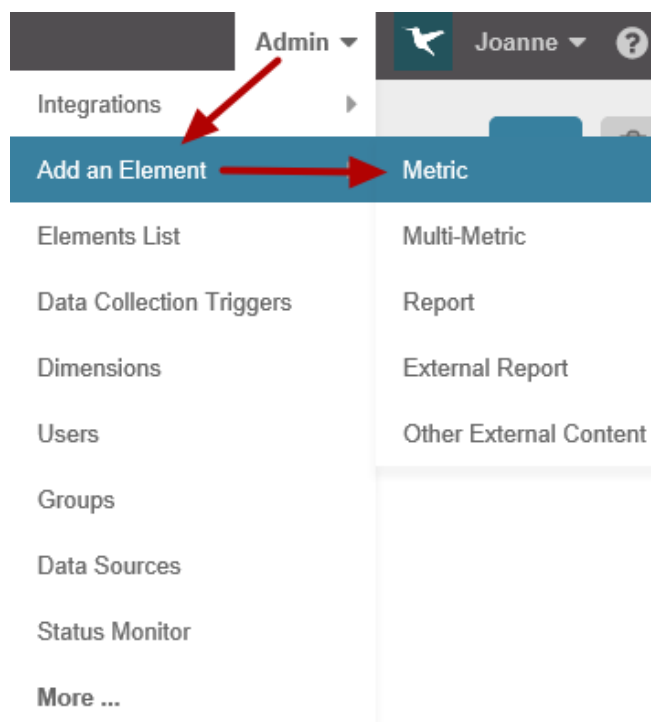 Admin Joanne ?
Integrations
Add an Element Metric
Elements List Multi-Metric
Data Collection Triggers Report
Dimensions External Report
Users Other External Content
Groups
Data Sources
Status Monitor
More ...